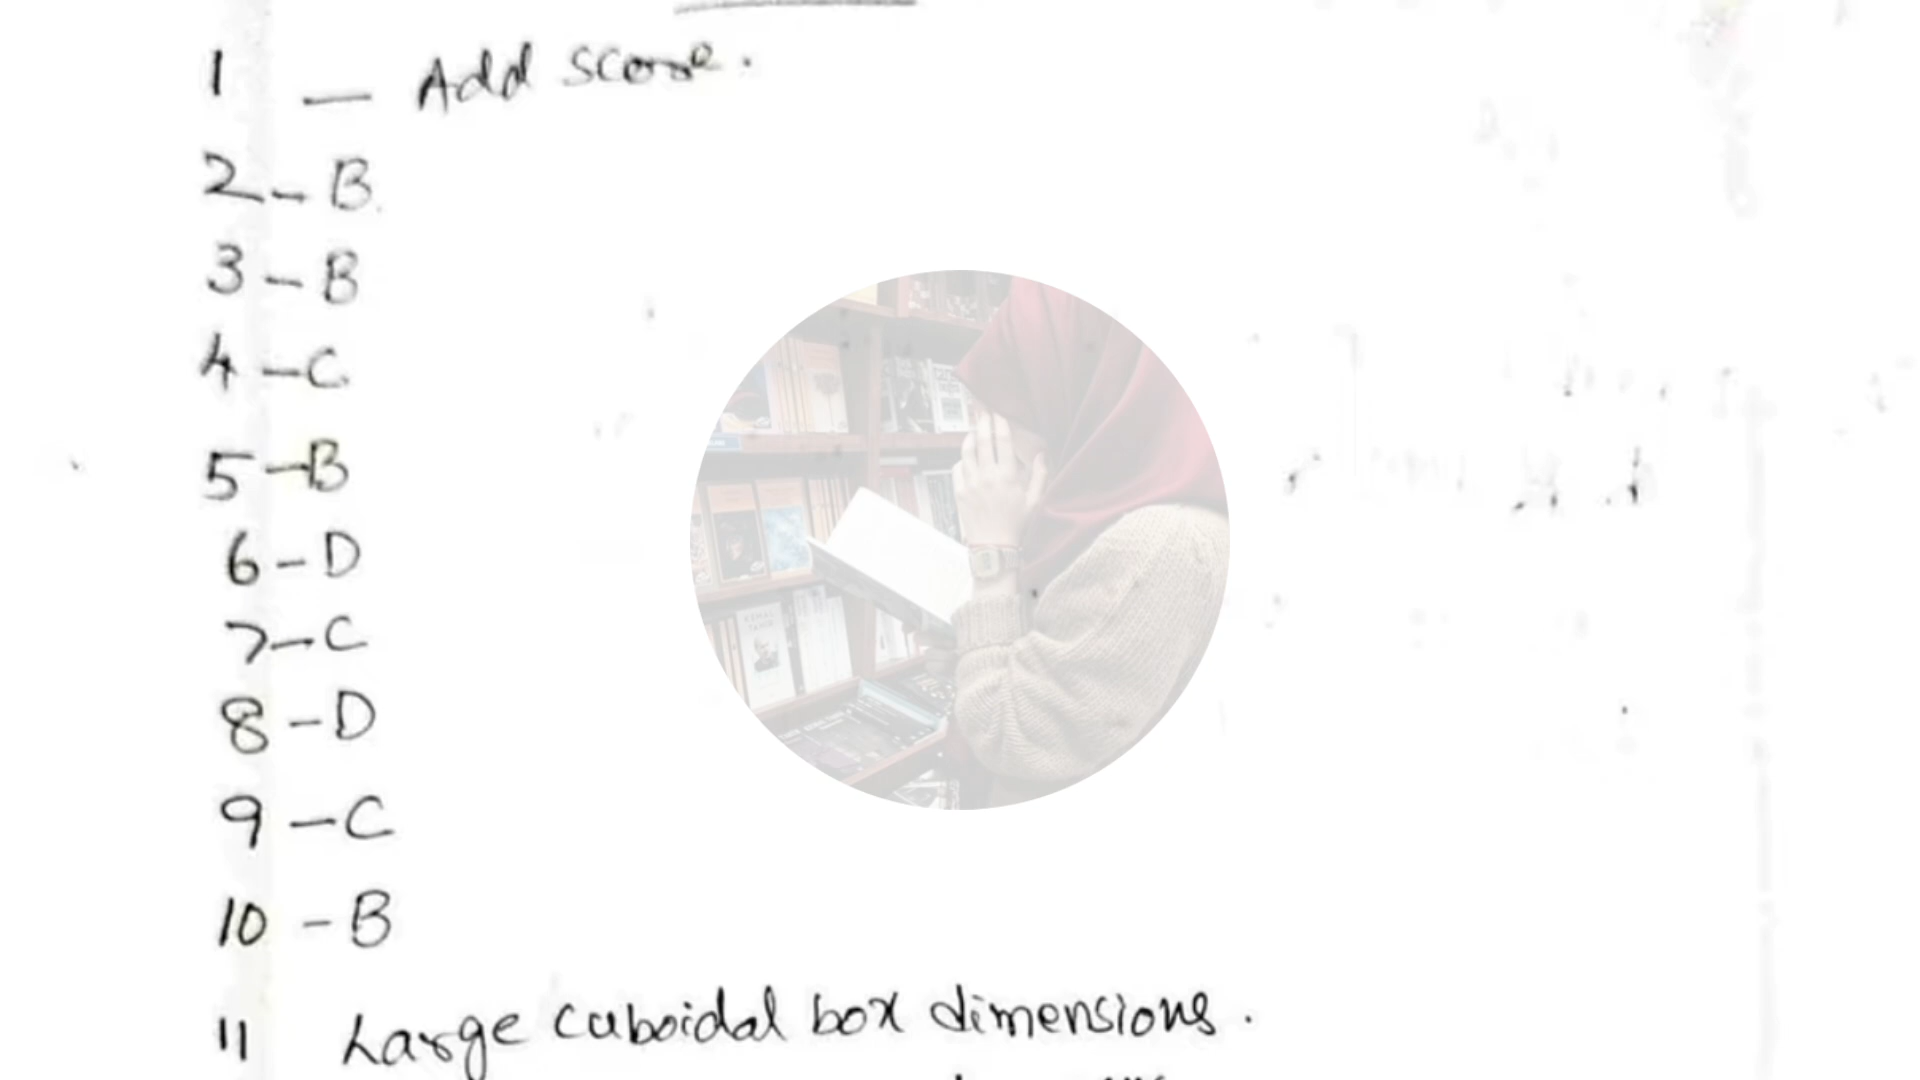 1 — Add score.
2 - B.
3 - B
4 - C
5 - B
6 - D
7 - C
8 - D
9 - C
10 - B
11 Large cuboidal box dimensions.